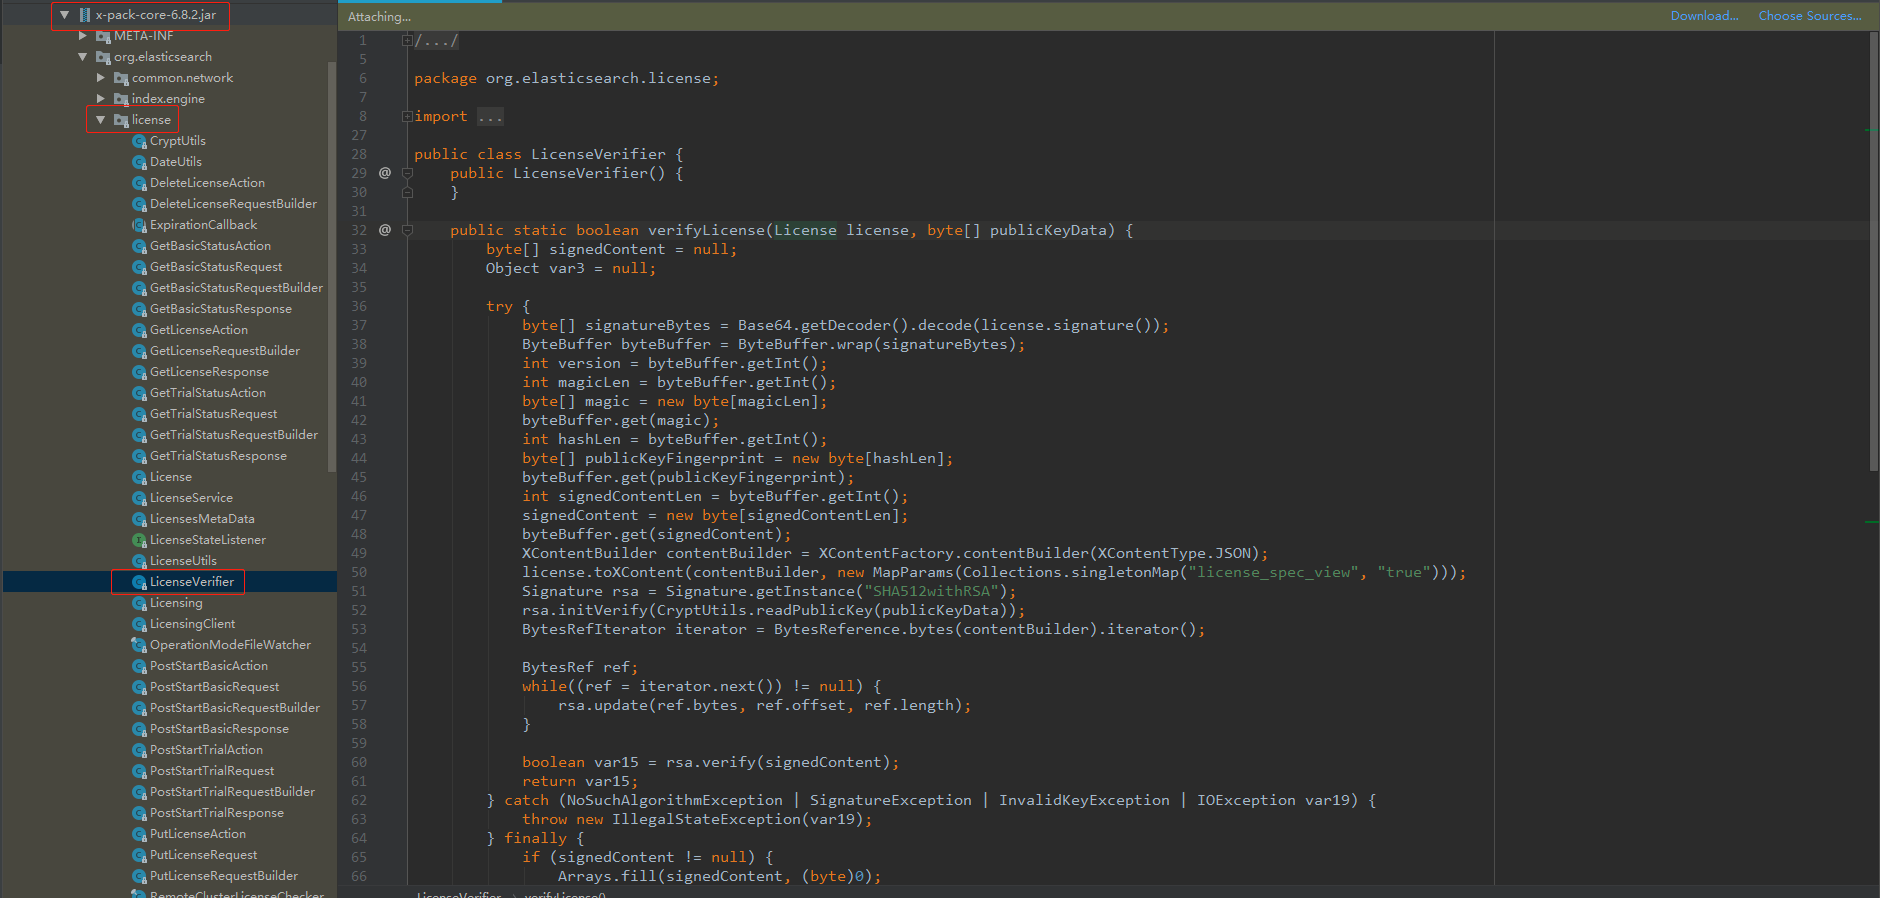 x-pack-core-6.8.2.jar
META-INF
org.elasticsearch
common.network
index.engine
license
CryptUtils
DateUtils
DeleteLicenseAction
DeleteLicenseRequestBuilder
ExpirationCallback
GetBasicStatusAction
GetBasicStatusRequest
GetBasicStatusRequestBuilder
GetBasicStatusResponse
GetLicenseAction
GetLicenseRequestBuilder
GetLicenseResponse
GetTrialStatusAction
GetTrialStatusRequest
GetTrialStatusRequestBuilder
GetTrialStatusResponse
License
LicenseService
LicensesMetaData
LicenseStateListener
LicenseUtils
LicenseVerifier
Licensing
LicensingClient
OperationModeFileWatcher
PostStartBasicAction
PostStartBasicRequest
PostStartBasicRequestBuilder
PostStartBasicResponse
PostStartTrialAction
PostStartTrialRequest
PostStartTrialRequestBuilder
PostStartTrialResponse
PutLicenseAction
PutLicenseRequest
PutLicenseRequestBuilder
RemoteClusterLicenseChecker
Attaching... Download... Choose Sources...
1 /.../
5
6 package org.elasticsearch.license;
7
8 import ...
27
28 public class LicenseVerifier {
29 @ public LicenseVerifier() {
30 }
31
32 @ public static boolean verifyLicense(License license, byte[] publicKeyData) {
33 byte[] signedContent = null;
34 Object var3 = null;
35
36 try {
37 byte[] signatureBytes = Base64.getDecoder().decode(license.signature());
38 ByteBuffer byteBuffer = ByteBuffer.wrap(signatureBytes);
39 int version = byteBuffer.getInt();
40 int magicLen = byteBuffer.getInt();
41 byte[] magic = new byte[magicLen];
42 byteBuffer.get(magic);
43 int hashLen = byteBuffer.getInt();
44 byte[] publicKeyFingerprint = new byte[hashLen];
45 byteBuffer.get(publicKeyFingerprint);
46 int signedContentLen = byteBuffer.getInt();
47 signedContent = new byte[signedContentLen];
48 byteBuffer.get(signedContent);
49 XContentBuilder contentBuilder = XContentFactory.contentBuilder(XContentType.JSON);
50 license.toXContent(contentBuilder, new MapParams(Collections.singletonMap("license_spec_view", "true")));
51 Signature rsa = Signature.getInstance("SHA512withRSA");
52 rsa.initVerify(CryptUtils.readPublicKey(publicKeyData));
53 BytesRefIterator iterator = BytesReference.bytes(contentBuilder).iterator();
54
55 BytesRef ref;
56 while((ref = iterator.next()) != null) {
57 rsa.update(ref.bytes, ref.offset, ref.length);
58 }
59
60 boolean var15 = rsa.verify(signedContent);
61 return var15;
62 } catch (NoSuchAlgorithmException | SignatureException | InvalidKeyException | IOException var19) {
63 throw new IllegalStateException(var19);
64 } finally {
65 if (signedContent != null) {
66 Arrays.fill(signedContent, (byte)0);
LicenseVerifier verifyLicense()